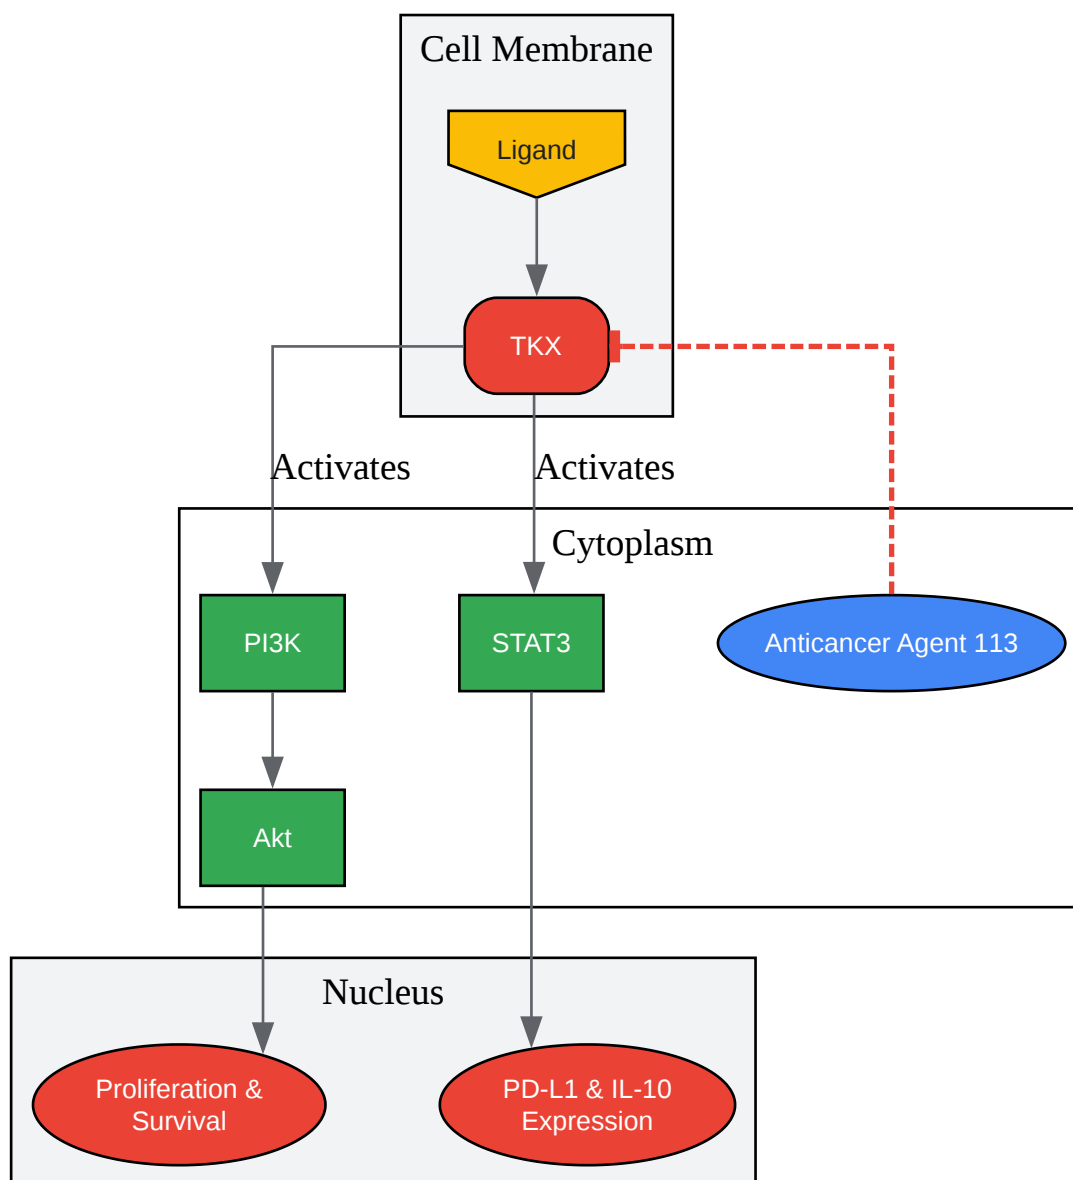 Cell Membrane
Ligand
TKX
Activates
Activates
Cytoplasm
PI3K
STAT3
Anticancer Agent 113
Akt
Nucleus
Proliferation &
Survival
PD-L1 & IL-10
Expression